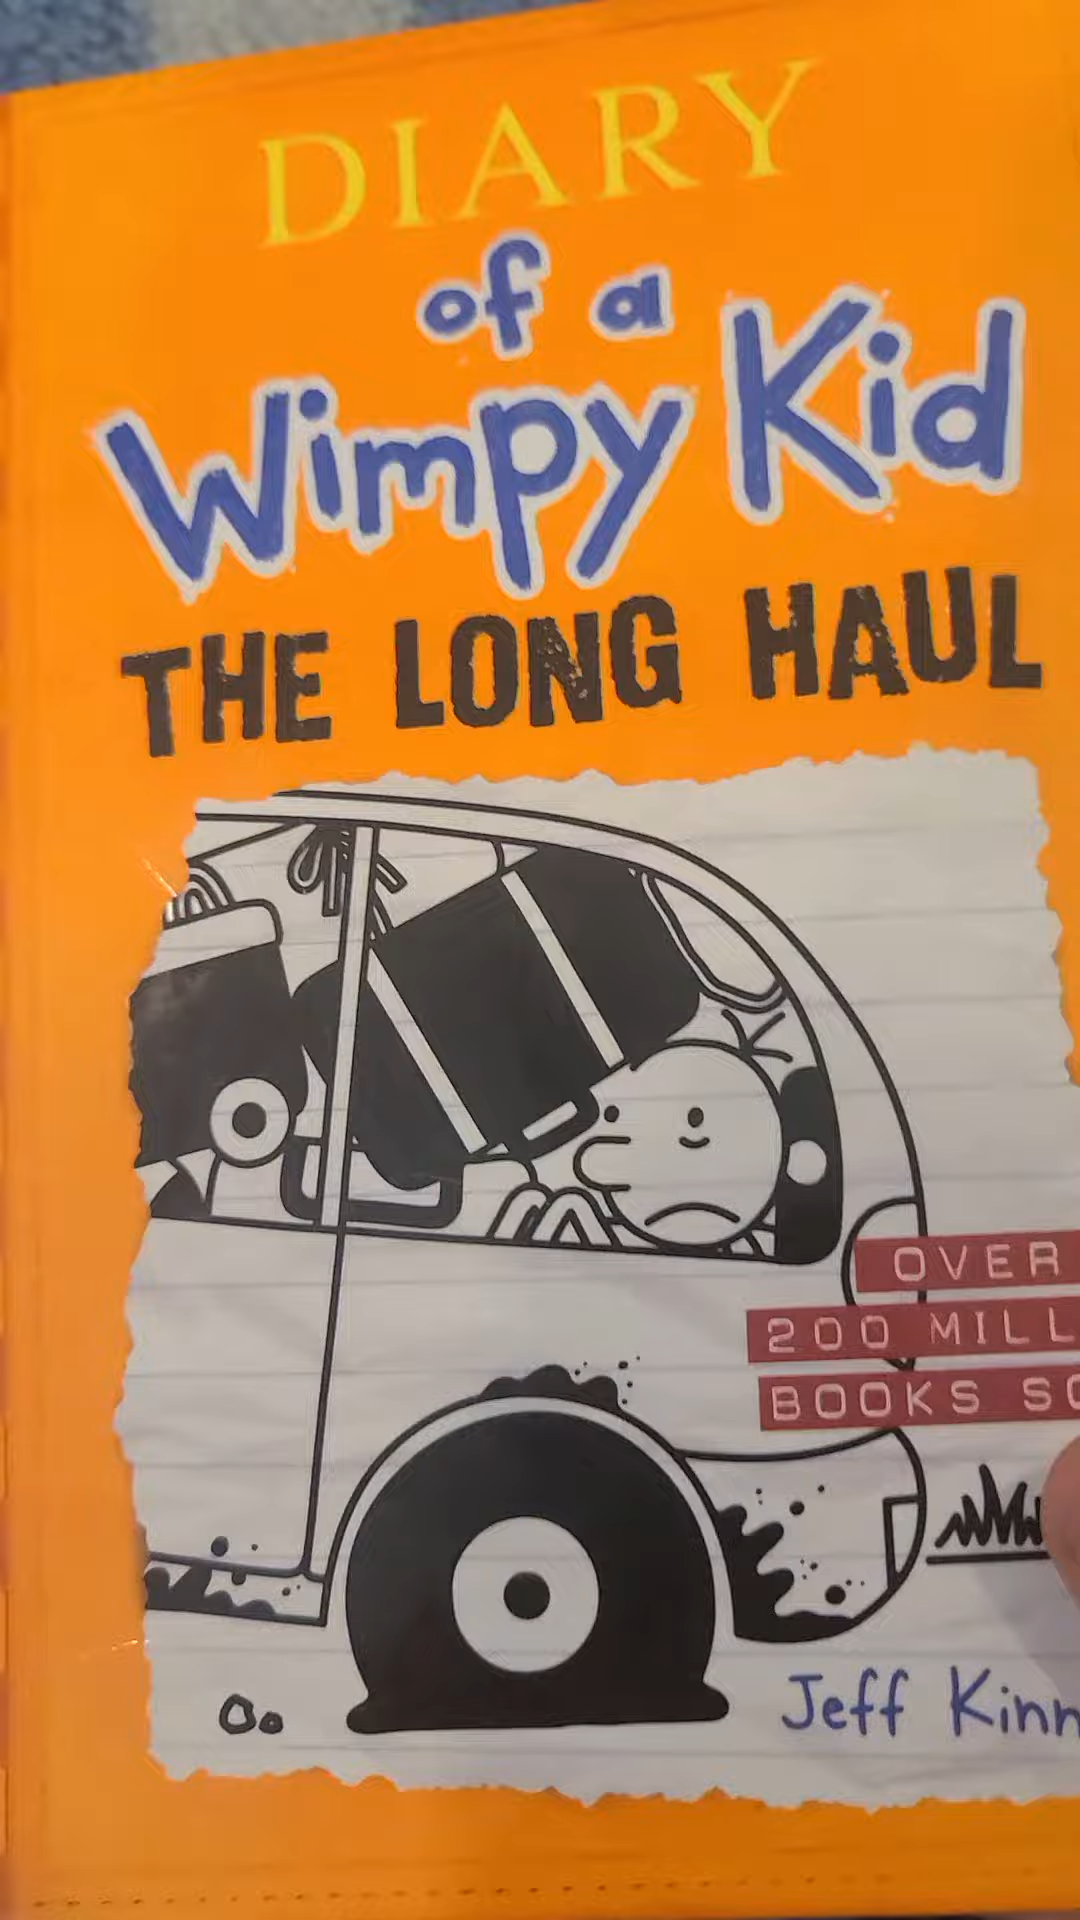 DIARY
of a
Wimpy Kid
THE LONG HAUL
OVER
200 MILL
BOOKS SO
Jeff Kinn